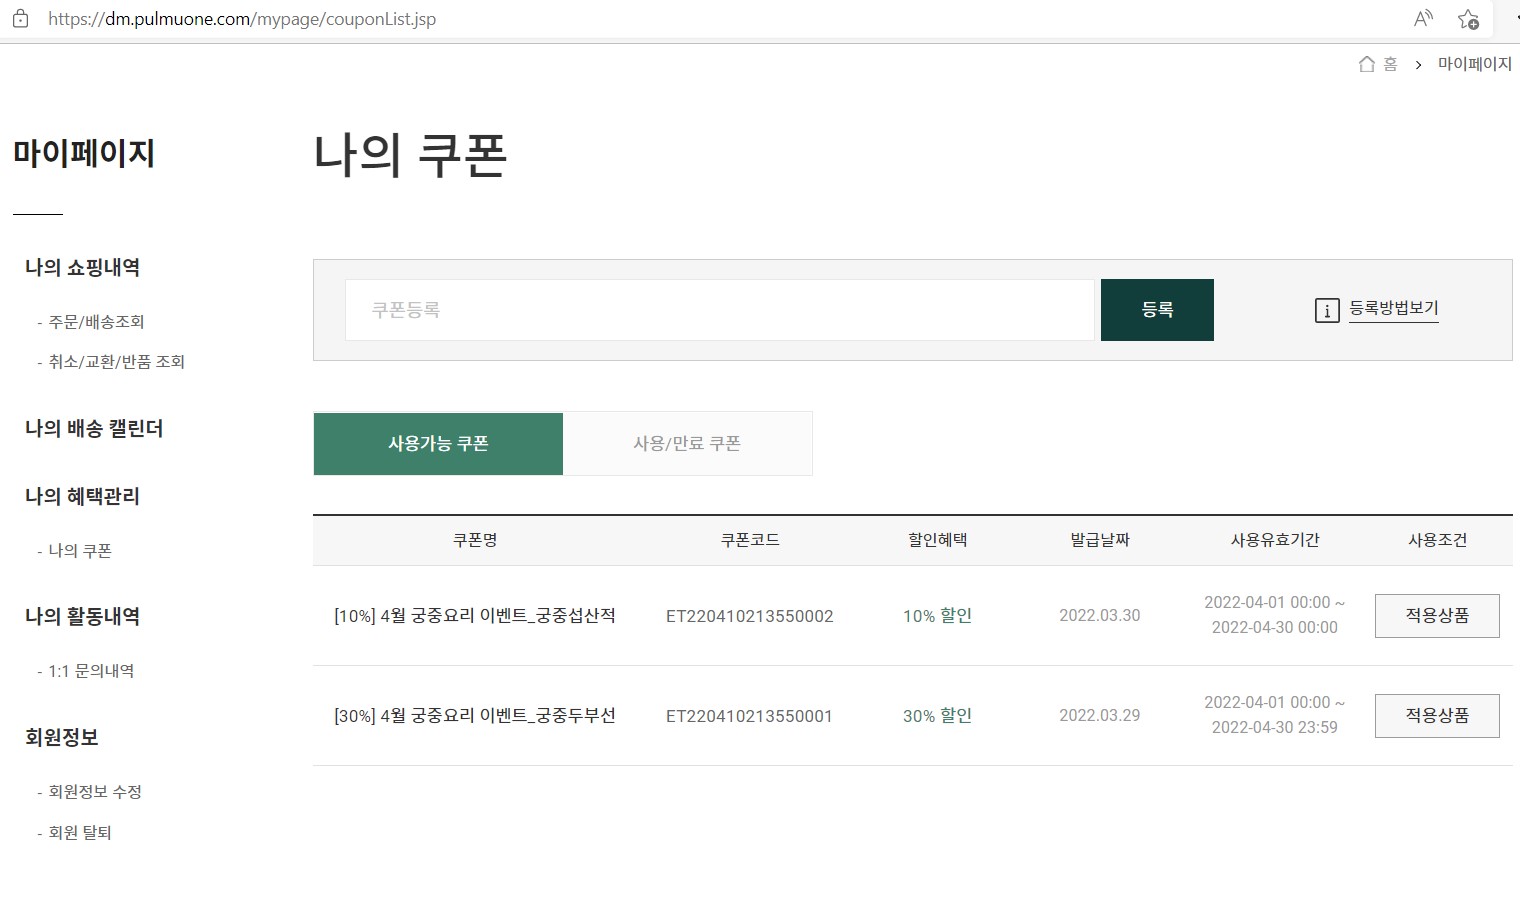 https://dm.pulmuone.com/mypage/couponList.jsp
홈 > 마이페이지
마이페이지
나의 쇼핑내역
- 주문/배송조회
- 취소/교환/반품 조회
나의 배송 캘린더
나의 혜택관리
- 나의 쿠폰
나의 활동내역
- 1:1 문의내역
회원정보
- 회원정보 수정
- 회원 탈퇴
나의 쿠폰
쿠폰등록 등록 등록방법보기
사용가능 쿠폰 사용/만료 쿠폰
쿠폰명 쿠폰코드 할인혜택 발급날짜 사용유효기간 사용조건
[10%] 4월 궁중요리 이벤트_궁중섭산적 ET220410213550002 10% 할인 2022.03.30 2022-04-01 00:00 ~
2022-04-30 00:00 적용상품
[30%] 4월 궁중요리 이벤트_궁중두부선 ET220410213550001 30% 할인 2022.03.29 2022-04-01 00:00 ~
2022-04-30 23:59 적용상품